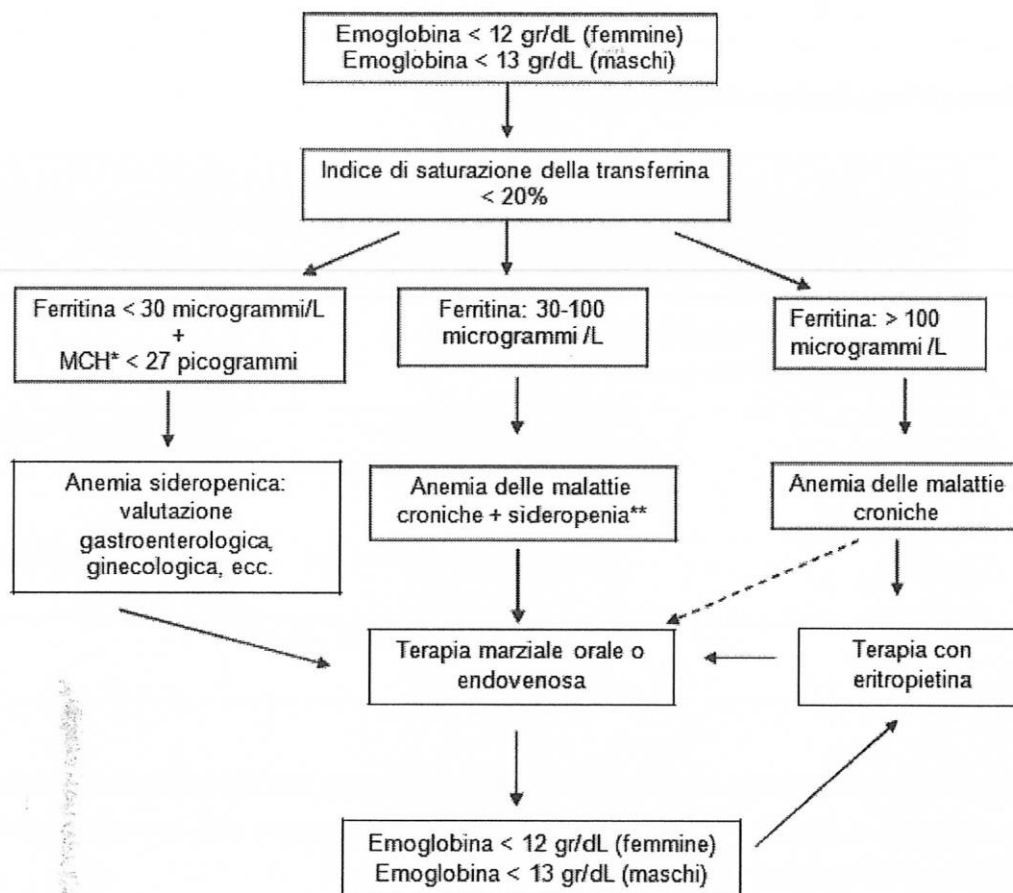 Emoglobina < 12 gr/dL (femmine)
Emoglobina < 13 gr/dL (maschi)
Indice di saturazione della transferrina
< 20%
Ferritina < 30 microgrammi/L
+
MCH* < 27 picogrammi
Ferritina: 30-100
microgrammi /L
Ferritina: > 100
microgrammi /L
Anemia sideropenica:
valutazione
gastroenterologica,
ginecologica, ecc.
Anemia delle malattie
croniche + sideropenia**
Anemia delle malattie
croniche
Terapia marziale orale o
endovenosa
Terapia con
eritropietina
Emoglobina < 12 gr/dL (femmine)
Emoglobina < 13 gr/dL (maschi)